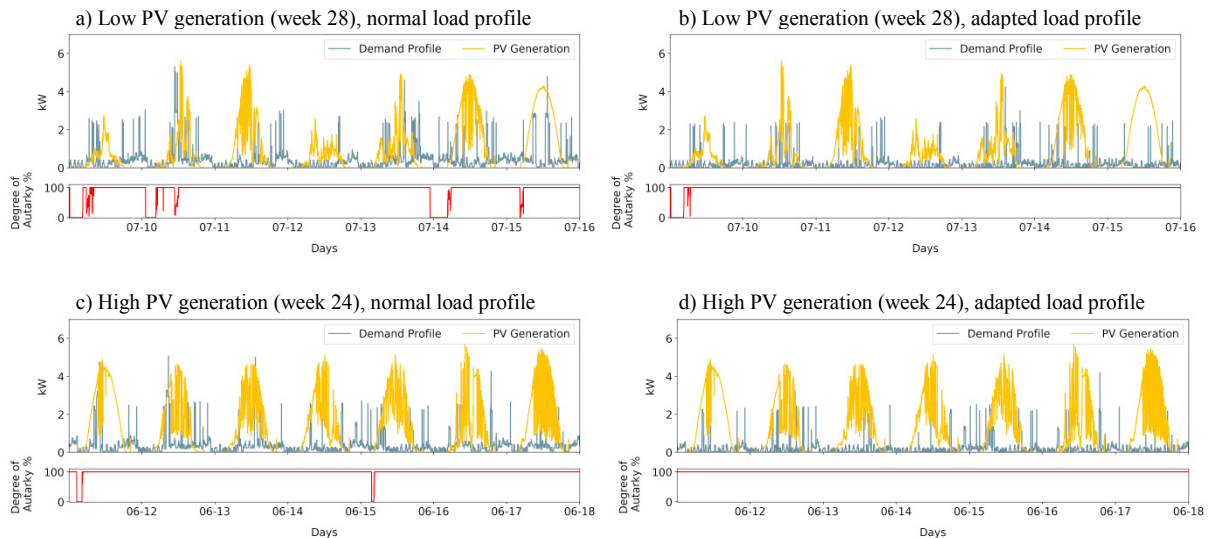 a) Low PV generation (week 28), normal load profile
Demand Profile PV Generation
6
4
2
0
kW
100
0
Degree of
Autarky %
07-10 07-11 07-12 07-13 07-14 07-15 07-16
Days
b) Low PV generation (week 28), adapted load profile
Demand Profile PV Generation
6
4
2
0
kW
100
0
Degree of
Autarky %
07-10 07-11 07-12 07-13 07-14 07-15 07-16
Days
c) High PV generation (week 24), normal load profile
Demand Profile PV Generation
6
4
2
0
kW
100
0
Degree of
Autarky %
06-12 06-13 06-14 06-15 06-16 06-17 06-18
Days
d) High PV generation (week 24), adapted load profile
Demand Profile PV Generation
6
4
2
0
kW
100
0
Degree of
Autarky %
06-12 06-13 06-14 06-15 06-16 06-17 06-18
Days